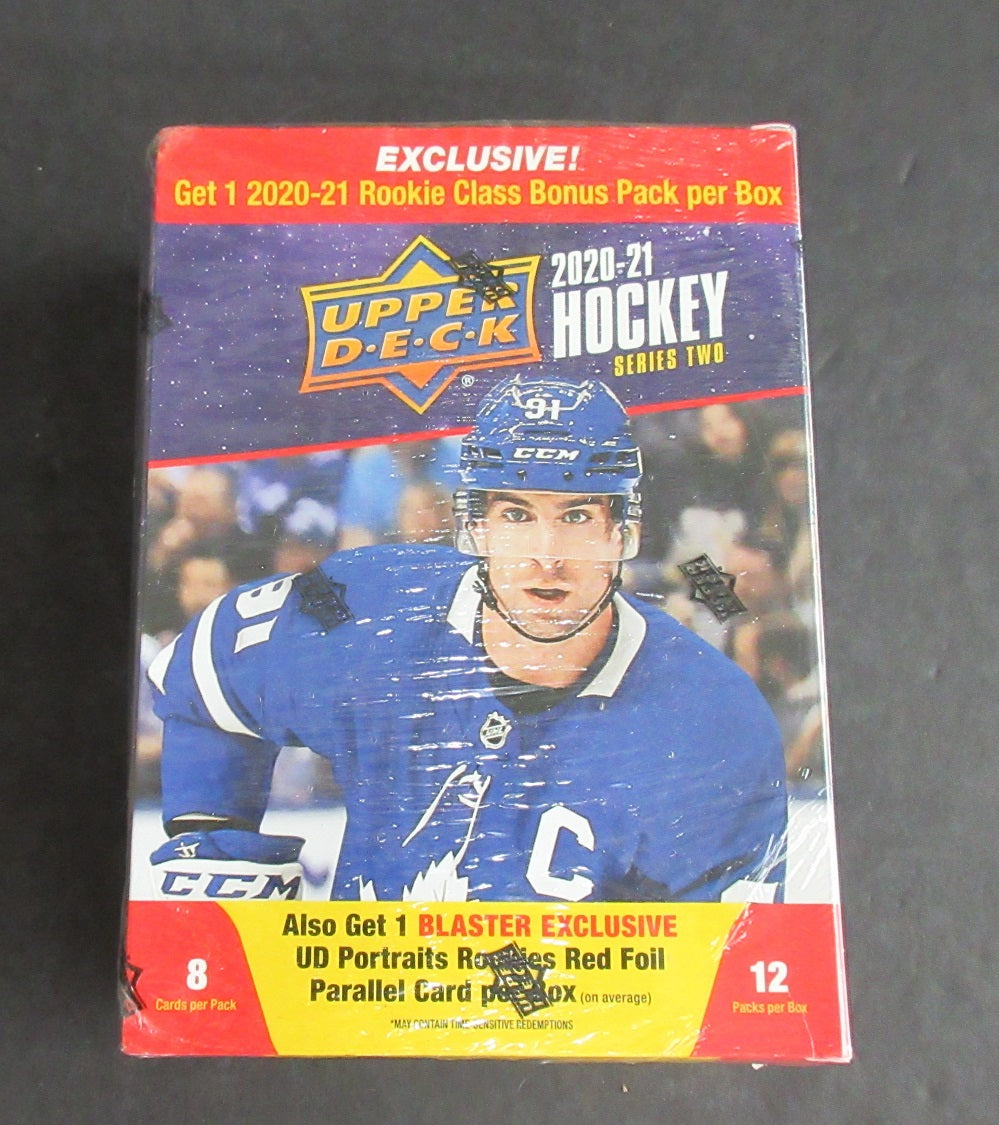 EXCLUSIVE!
Get 1 2020-21 Rookie Class Bonus Pack per Box
UPPER
D·E·C·K
®
2020-21
HOCKEY
SERIES TWO
91
CCM
91
NHL
C
CCM
Also Get 1 BLASTER EXCLUSIVE
UD Portraits Rookies Red Foil
Parallel Card per Box (on average)
*MAY CONTAIN TIME-SENSITIVE REDEMPTIONS
8
Cards per Pack
12
Packs per Box